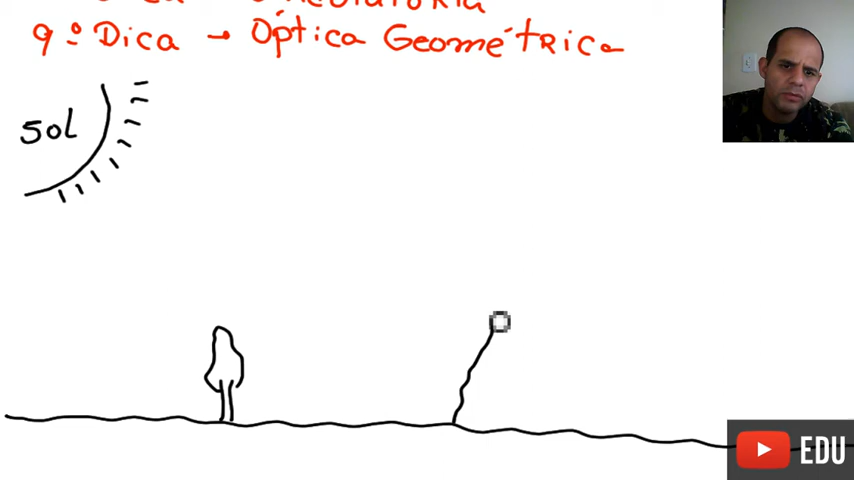 9º Dica → Óptica Geométrica
Sol
EDU